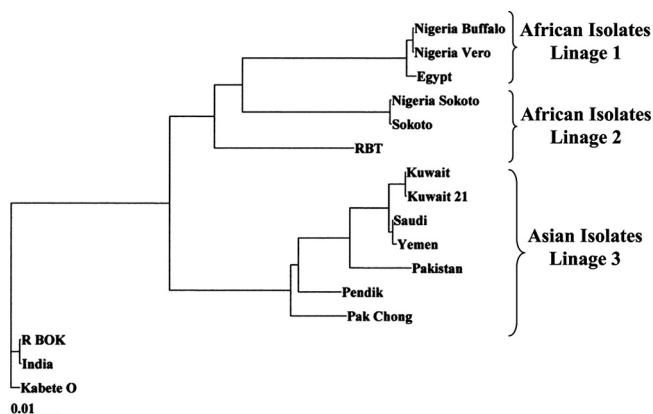 Nigeria Buffalo
Nigeria Vero
Egypt
African Isolates
Linage 1
Nigeria Sokoto
Sokoto
RBT
African Isolates
Linage 2
Kuwait
Kuwait 21
Saudi
Yemen
Pakistan
Pendik
Pak Chong
Asian Isolates
Linage 3
R BOK
India
Kabete O
0.01